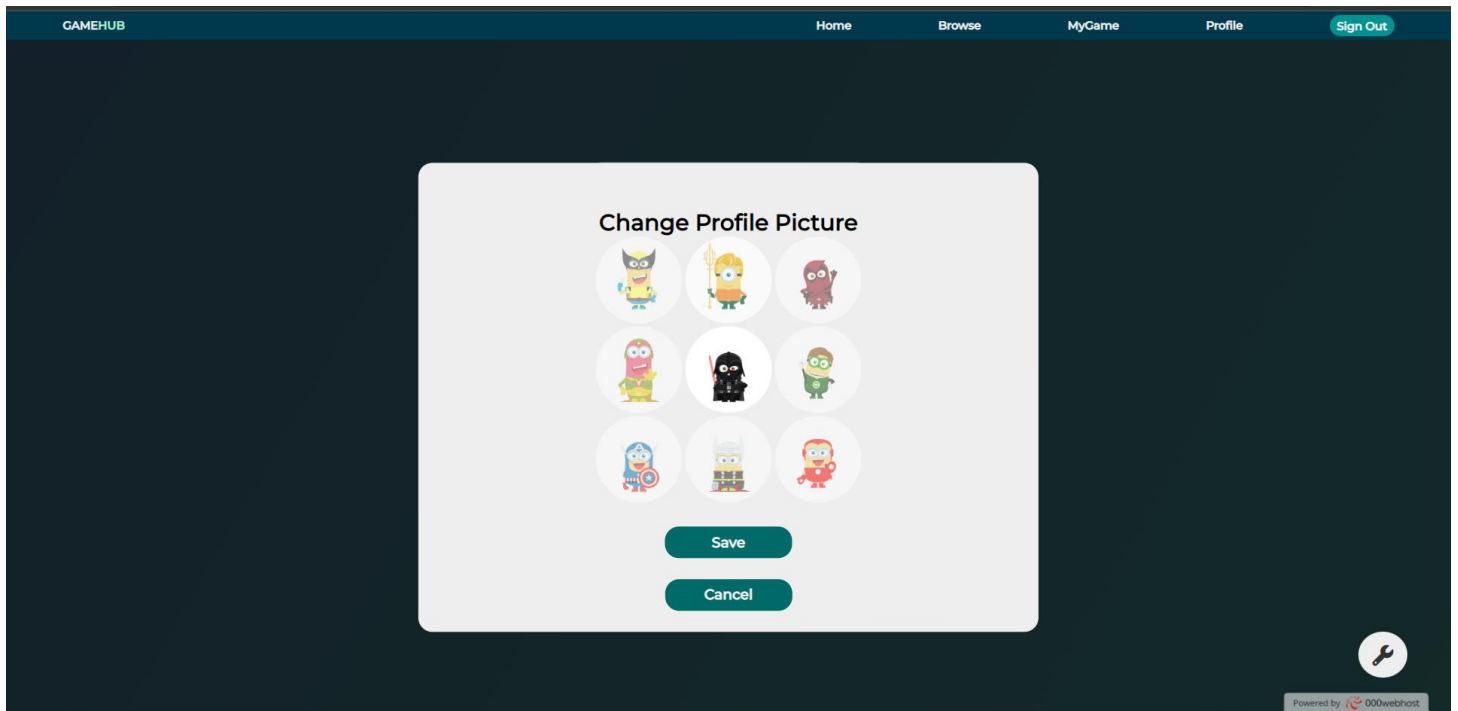 GAMEHUB Home Browse MyGame Profile Sign Out
Change Profile Picture
Save
Cancel
Powered by 000webhost